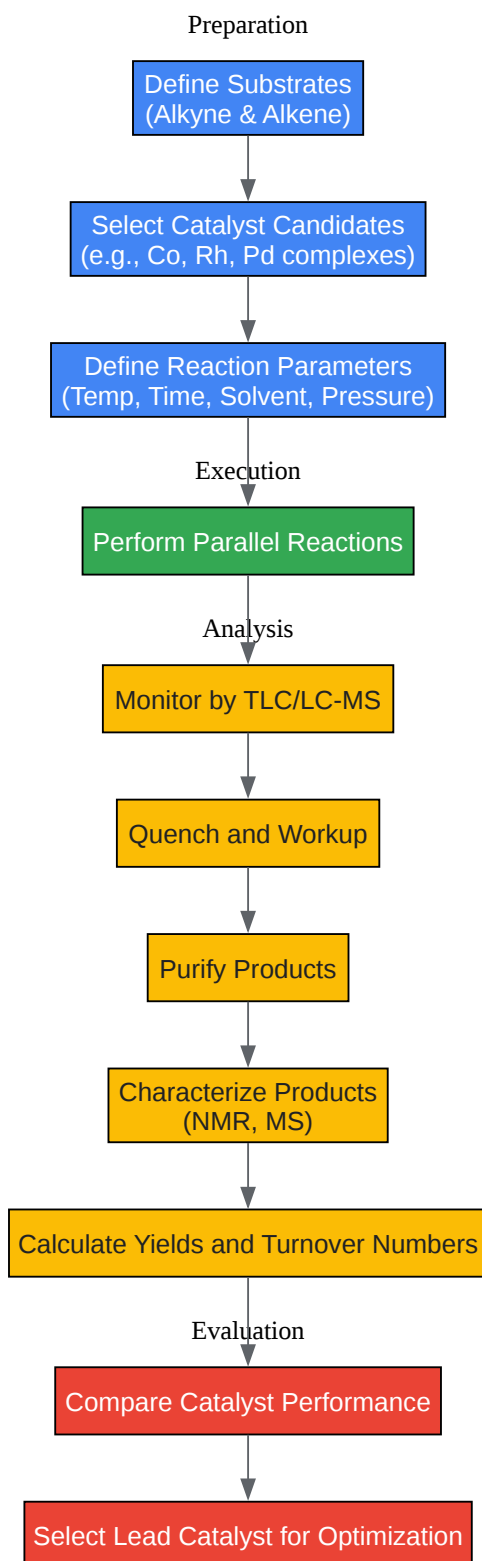 Preparation
Define Substrates
(Alkyne & Alkene)
Select Catalyst Candidates
(e.g., Co, Rh, Pd complexes)
Define Reaction Parameters
(Temp, Time, Solvent, Pressure)
Execution
Perform Parallel Reactions
Analysis
Monitor by TLC/LC-MS
Quench and Workup
Purify Products
Characterize Products
(NMR, MS)
Calculate Yields and Turnover Numbers
Evaluation
Compare Catalyst Performance
Select Lead Catalyst for Optimization